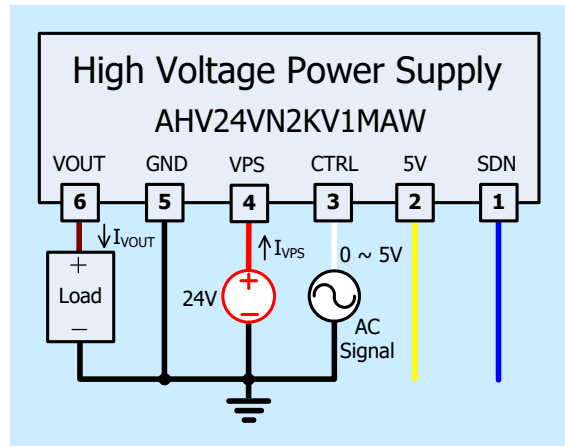 High Voltage Power Supply
AHV24VN2KV1MAW
VOUT GND VPS CTRL 5V SDN
6 5 4 3 2 1
↓IVOUT ↑IVPS 0 ~ 5V
+ +
Load 24V
− −
AC
Signal